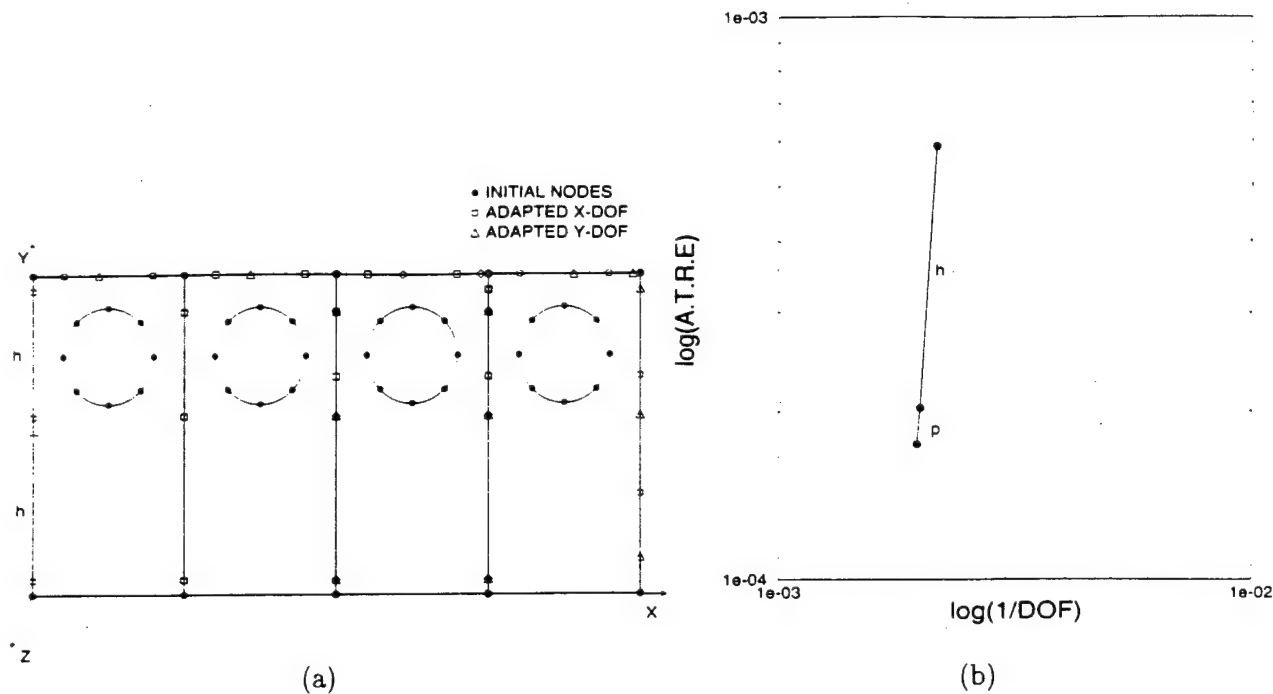 ● INITIAL NODES
□ ADAPTED X-DOF
△ ADAPTED Y-DOF
Y
h
h
X
Z
(a)
1e-03
log(A.T.R.E)
h
p
1e-04
1e-03
1e-02
log(1/DOF)
(b)